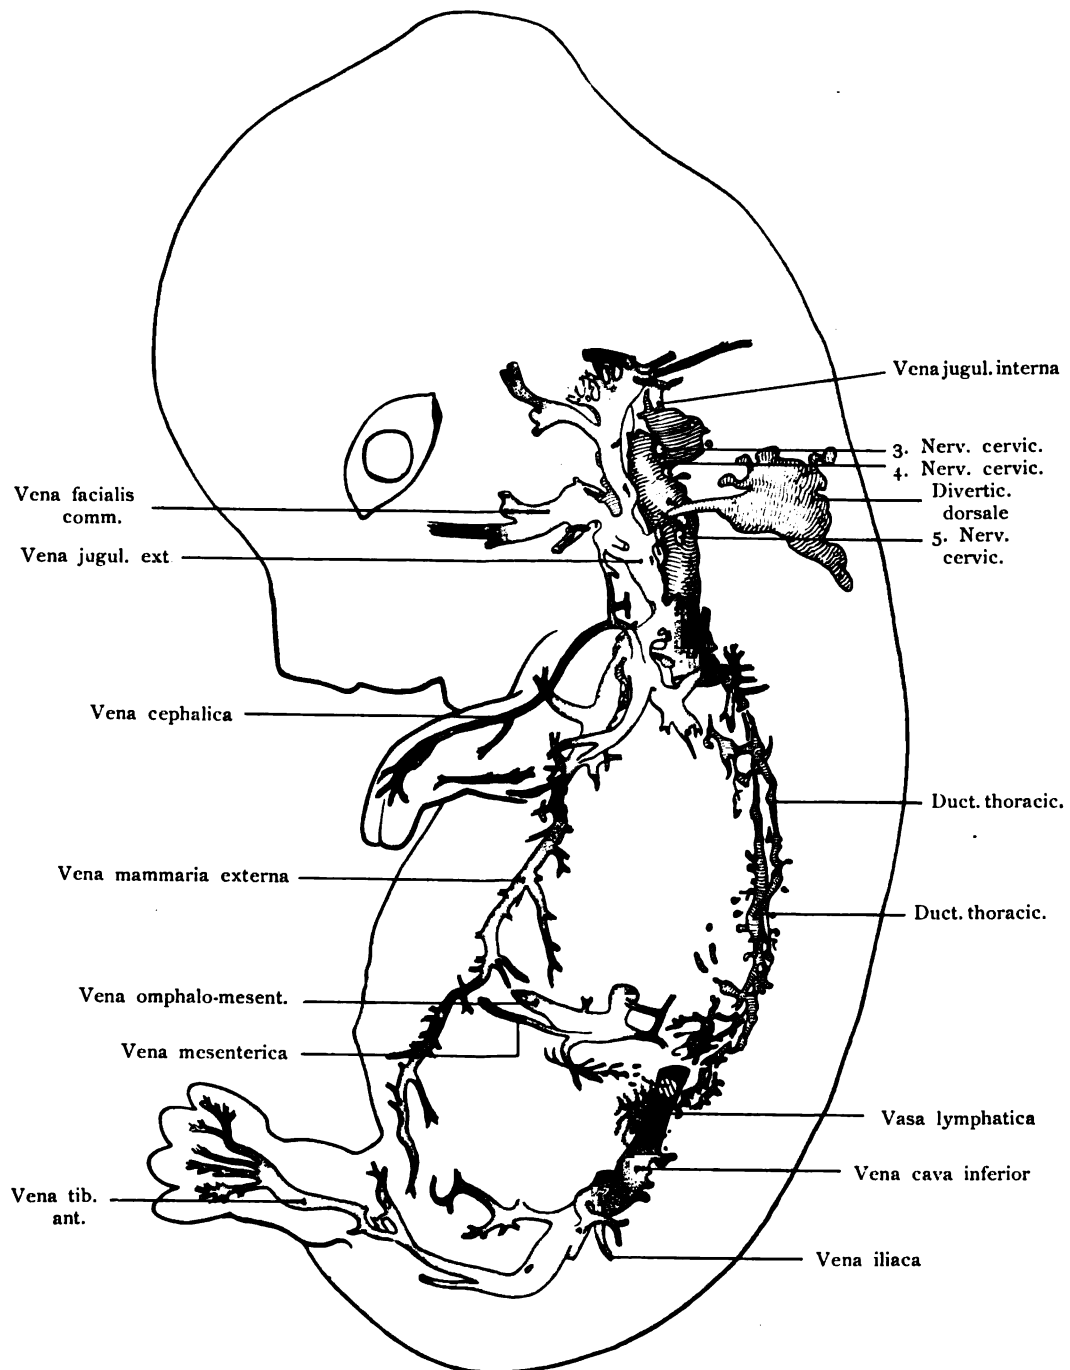 Vena jugul. interna
3. Nerv. cervic.
4. Nerv. cervic.
Divertic.
dorsale
5. Nerv.
cervic.
Vena facialis
comm.
Vena jugul. ext
Vena cephalica
Duct. thoracic.
Vena mammaria externa
Duct. thoracic.
Vena omphalo-mesent.
Vena mesenterica
Vasa lymphatica
Vena cava inferior
Vena tib.
ant.
Vena iliaca